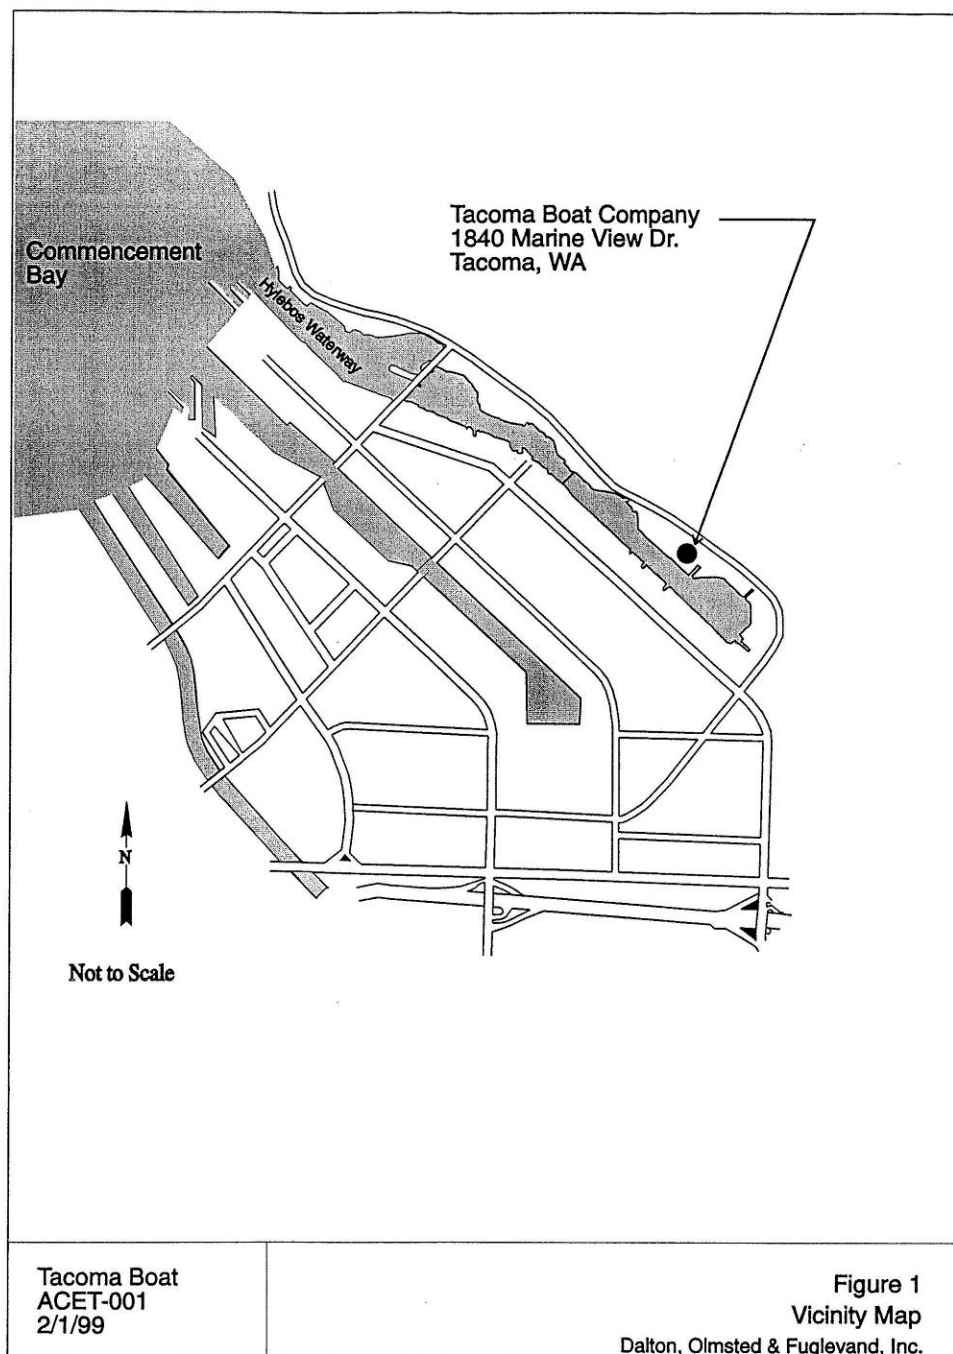 Tacoma Boat Company
1840 Marine View Dr.
Tacoma, WA
Commencement
Bay
Hylebos Waterway
N
Not to Scale
Tacoma Boat
ACET-001
2/1/99
Figure 1
Vicinity Map
Dalton, Olmsted & Fuglevand, Inc.